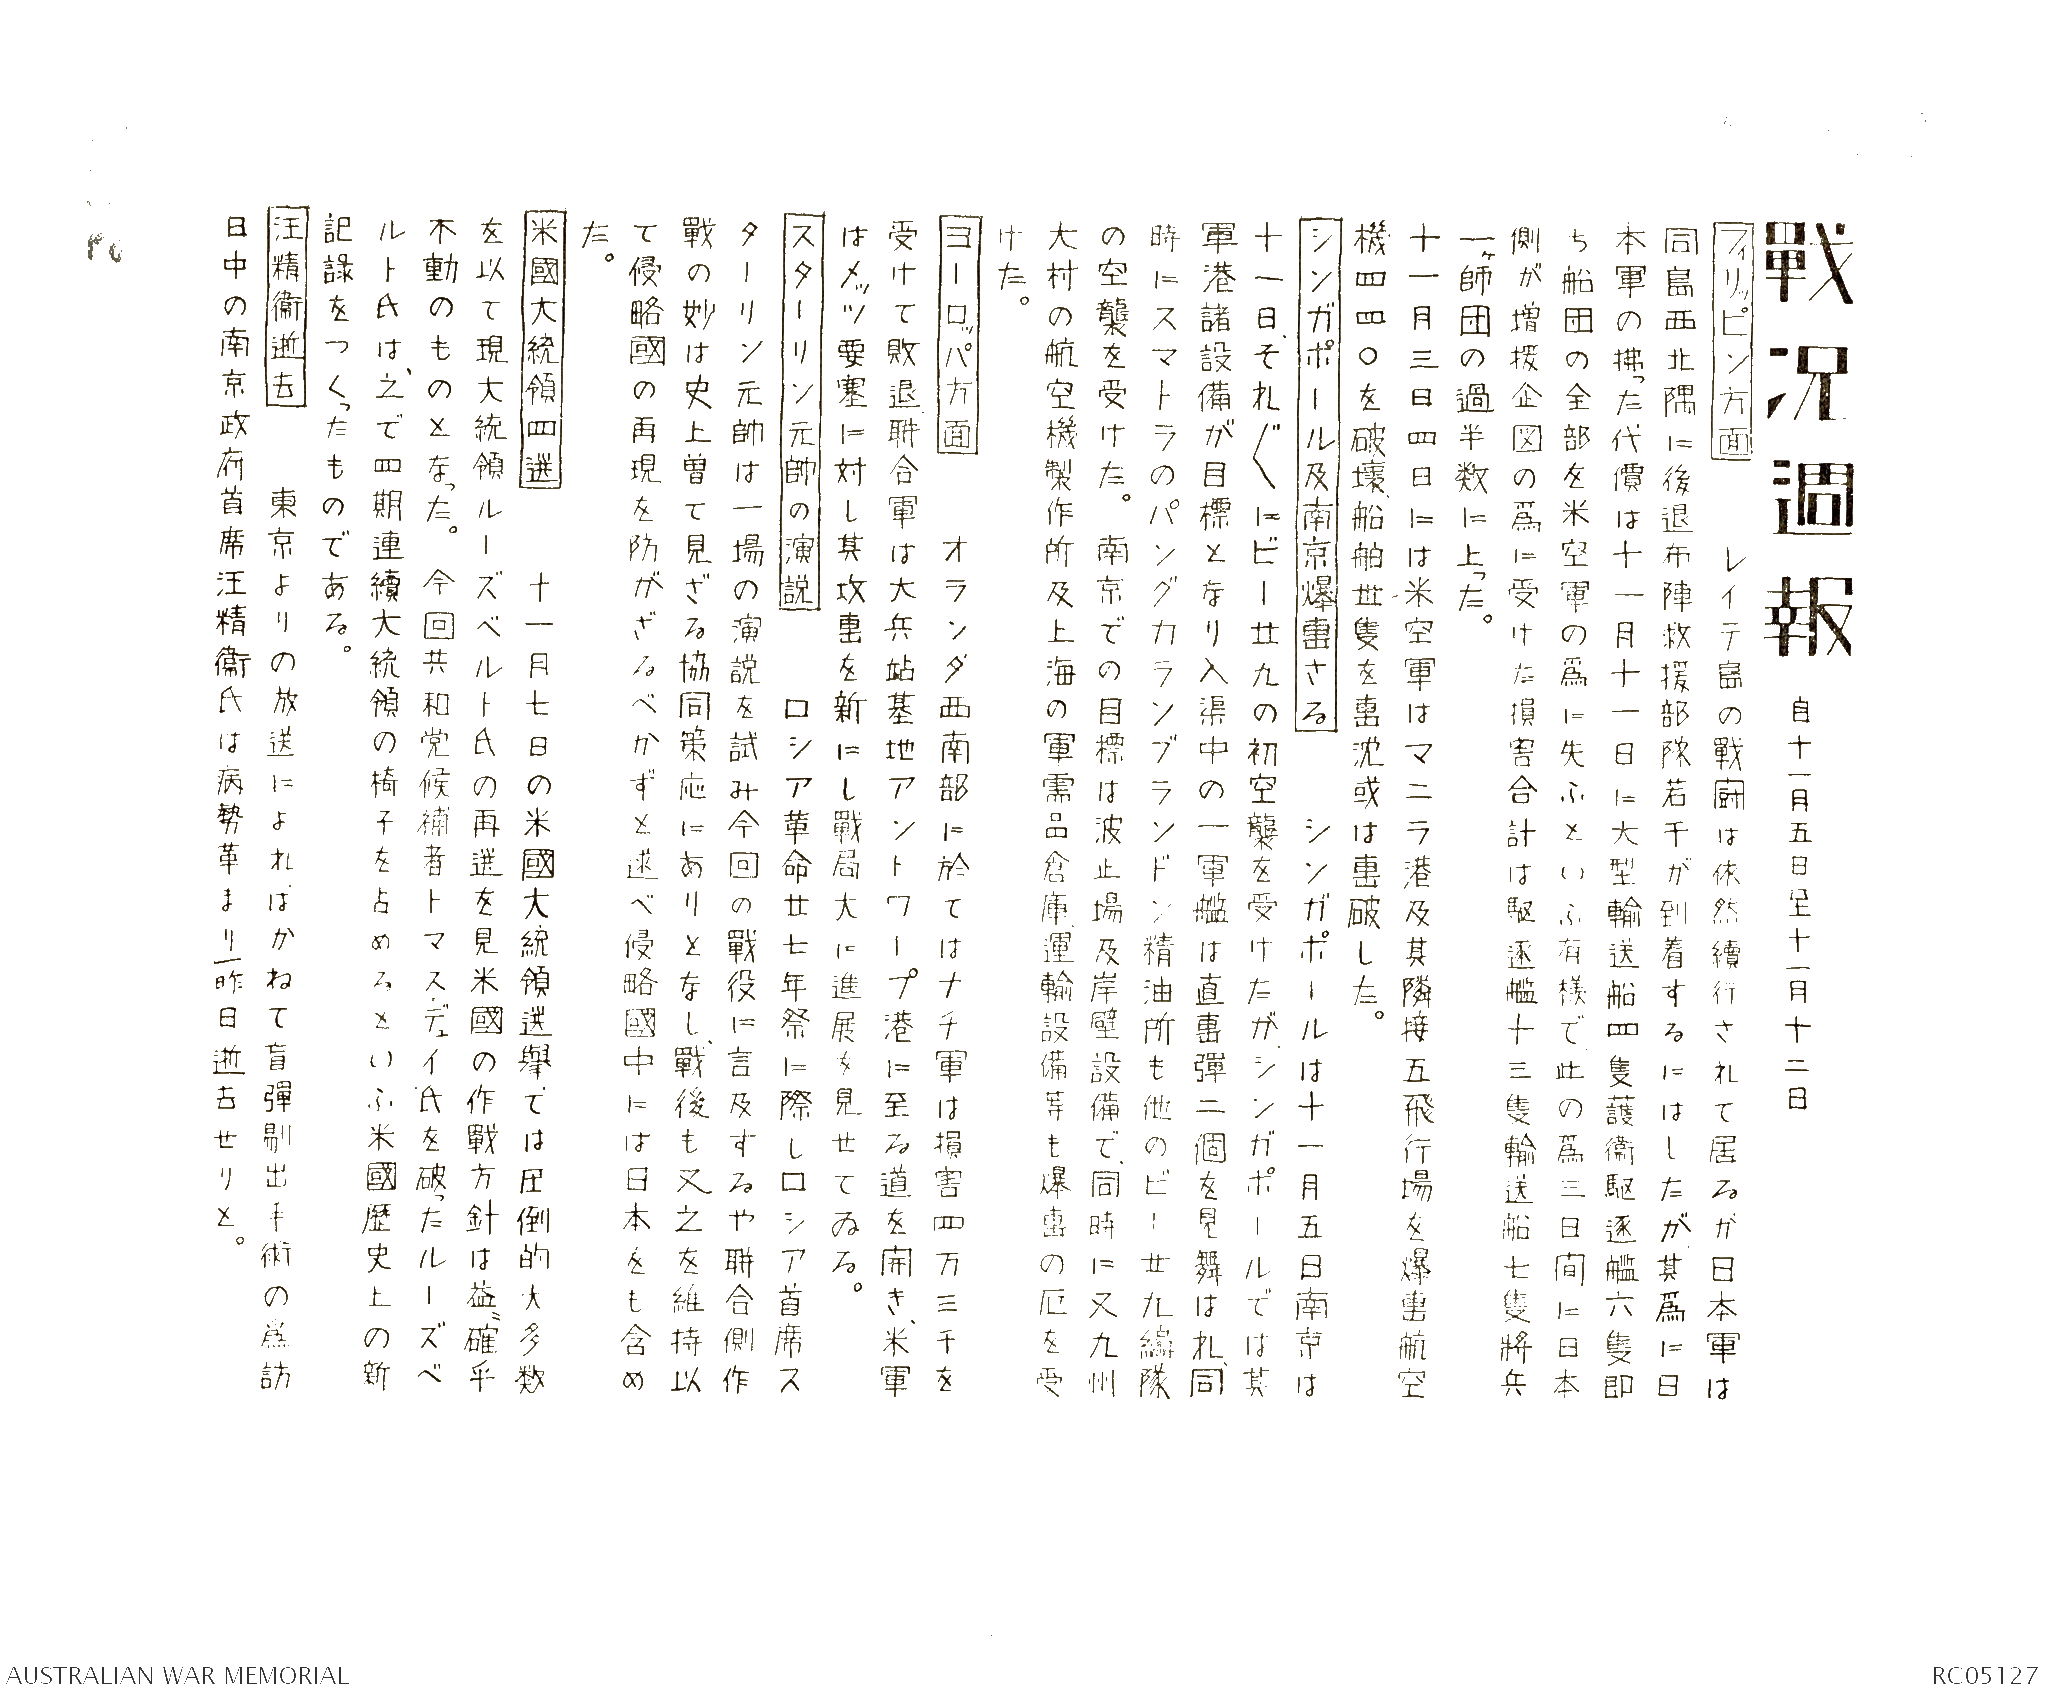 戰況週報
自十一月五日至十一月十二日
フィリッピン方面　レイテ島の戰鬪は依然續行されて居るが日本軍は
同島西北隅に後退布陣救援部隊若干が到着するにはしたが其爲に日
本軍の拂った代價は十一月十一日に大型輸送船四隻護衞駆逐艦六隻即
ち船団の全部を米空軍の爲に失ふといふ有樣で此の爲三日間に日本
側が増援企図の爲に受けた損害合計は駆逐艦十三隻輸送船七隻將兵
一ヶ師団の過半数に上った。
十一月三日四日には米空軍はマニラ港及其隣接五飛行場を爆擊航空
機四四〇を破壞、船舶丗隻を擊沈或は擊破した。
シンガポール及南京爆擊さる　シンガポールは十一月五日南京は
十一日、それ〲にビー廿九の初空襲を受けたが、シンガポールでは其
軍港諸設備が目標となり入渠中の一軍艦は直擊彈二個を見舞はれ、同
時にスマトラのパングカランブランドン精油所も他のビー廿九編隊
の空襲を受けた。南京での目標は波止場及岸壁設備で、同時に又九州
大村の航空機製作所及上海の軍需品倉庫、運輸設備等も爆擊の厄を受
けた。
ヨーロッパ方面　オランダ西南部に於てはナチ軍は損害四万三千を
受けて敗退、聯合軍は大兵站基地アントワープ港に至る道を開き、米軍
はメッツ要塞に対し其攻擊を新にし戰局大に進展を見せてゐる。
スターリン元帥の演説　ロシア革命廿七年祭に際しロシア首席ス
ターリン元帥は一場の演説を試み今回の戰役に言及するや聯合側作
戰の妙は史上曽て見ざる協同策応にありとなし、戰後も又之を維持以
て侵略國の再現を防がざるべかずと逑べ侵略國中には日本をも含め
た。
米國大統領四選　十一月七日の米國大統領選擧では圧倒的大多数
を以て現大統領ルーズベルト氏の再選を見米國の作戰方針は益〻確乎
不動のものとなった。今回共和党候補者トマスデュイ氏を破ったルーズベ
ルト氏は、之で四期連續大統領の椅子を占めるといふ米國歴史上の新
記録をつくったものである。
汪精衞逝去　東京よりの放送によればかねて盲彈剔出手術の爲訪
日中の南京政府首席汪精衞氏は病勢革まり一昨日逝去せりと。
AUSTRALIAN WAR MEMORIAL
RC05127